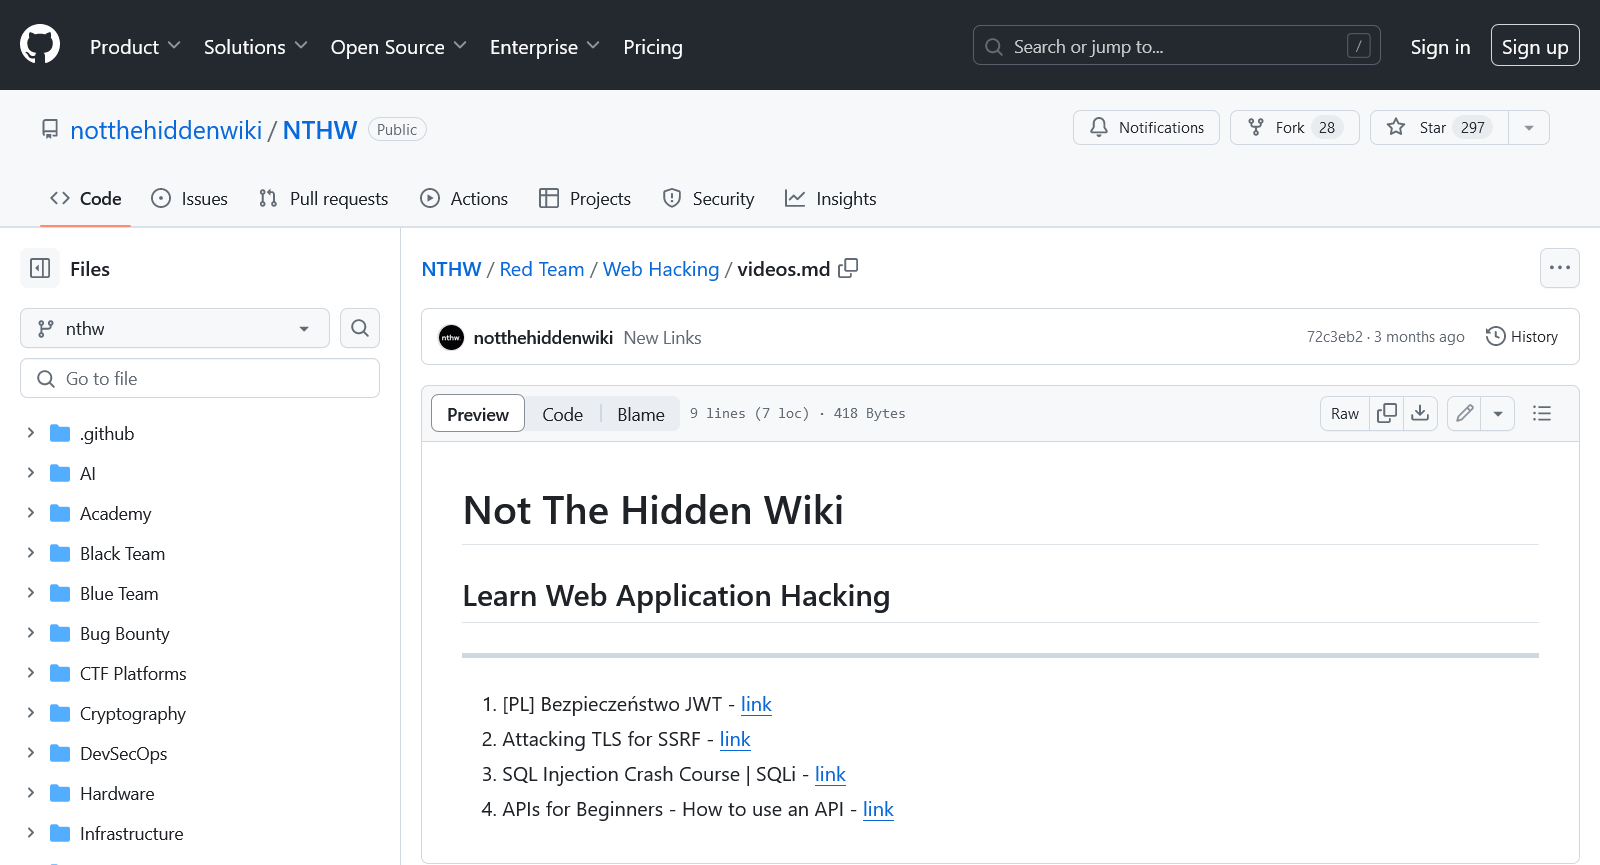 Product Solutions Open Source Enterprise Pricing Search or jump to... / Sign in Sign up
notthehiddenwiki / NTHW Public Notifications Fork 28 Star 297
Code Issues Pull requests Actions Projects Security Insights
Files
nthw
Go to file
.github
AI
Academy
Black Team
Blue Team
Bug Bounty
CTF Platforms
Cryptography
DevSecOps
Hardware
Infrastructure
NTHW / Red Team / Web Hacking / videos.md
nthw notthehiddenwiki New Links 72c3eb2 · 3 months ago History
Preview Code Blame 9 lines (7 loc) · 418 Bytes Raw
Not The Hidden Wiki
Learn Web Application Hacking
1. [PL] Bezpieczeństwo JWT - link
2. Attacking TLS for SSRF - link
3. SQL Injection Crash Course | SQLi - link
4. APIs for Beginners - How to use an API - link